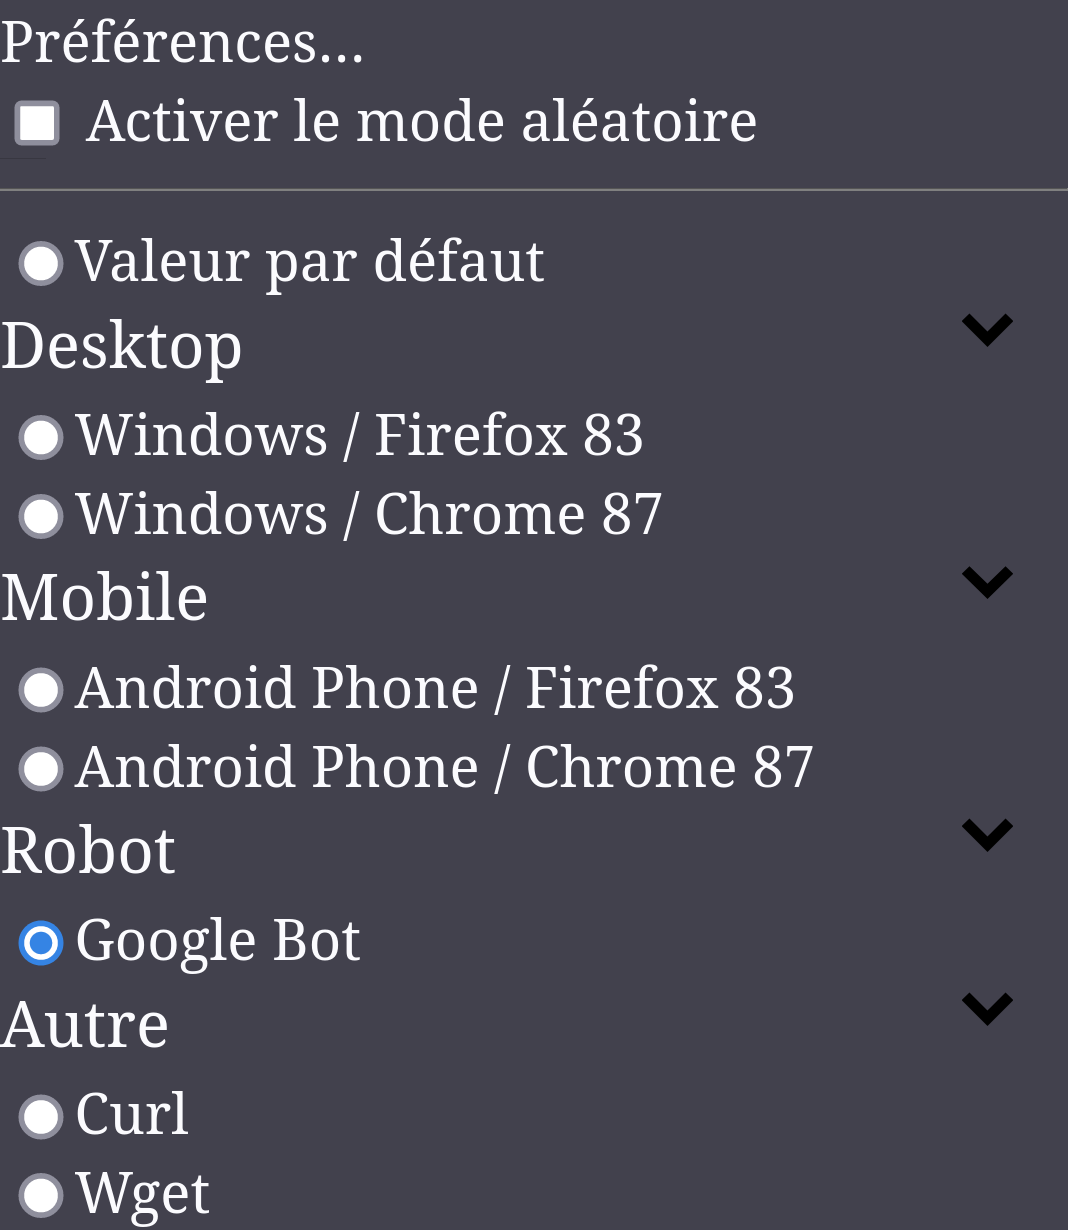 Préférences...
Activer le mode aléatoire
Valeur par défaut
Desktop
Windows / Firefox 83
Windows / Chrome 87
Mobile
Android Phone / Firefox 83
Android Phone / Chrome 87
Robot
Google Bot
Autre
Curl
Wget